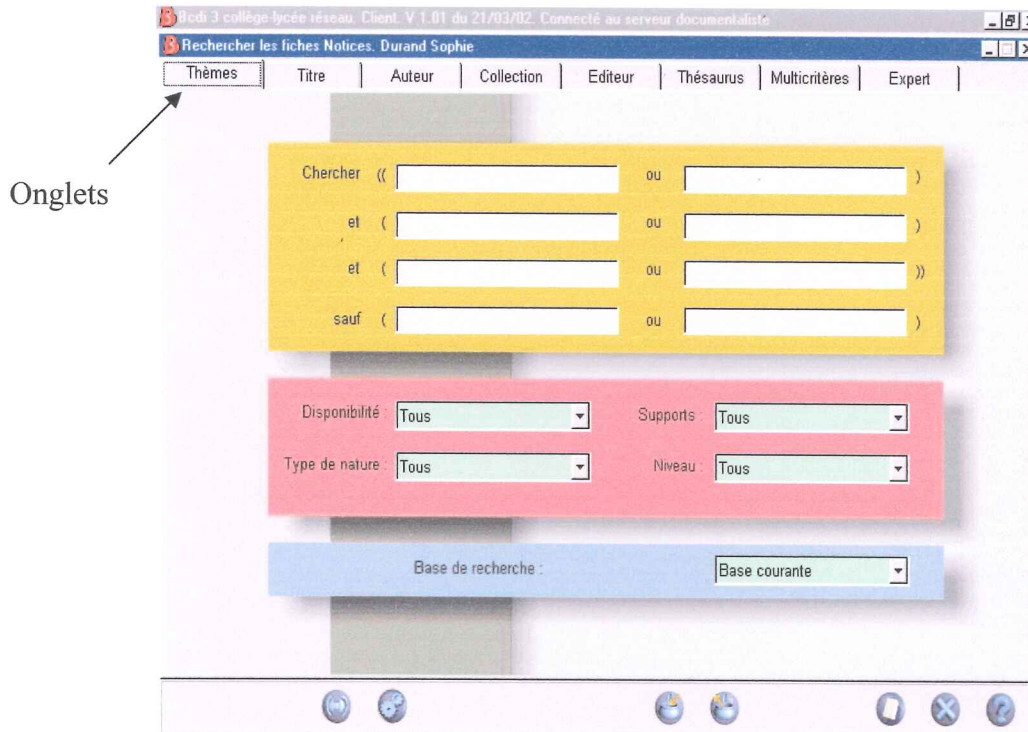 Bcdi 3 collège-lycée réseau. Client. V 1.01 du 21/03/02. Connecté au serveur documentaliste
Rechercher les fiches Notices. Durand Sophie
Thèmes Titre Auteur Collection Editeur Thésaurus Multicritères Expert
Onglets
Chercher (( ou )
et ( ou )
et ( ou ))
sauf ( ou )
Disponibilité : Tous Supports : Tous
Type de nature : Tous Niveau : Tous
Base de recherche : Base courante